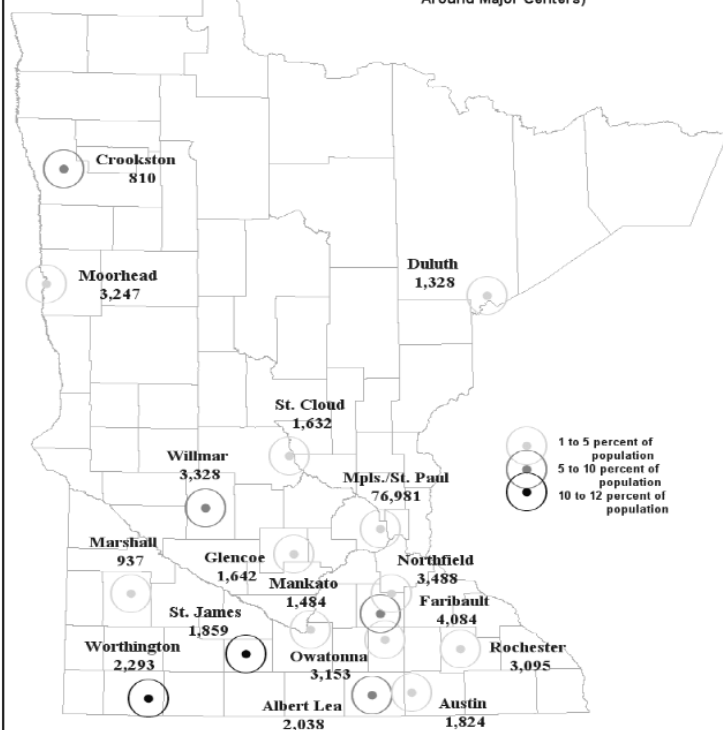 Around Major Centers)
Crookston
810
Moorhead
3,247
Duluth
1,328
St. Cloud
1,632
Willmar
3,328
Mpls./St. Paul
76,981
1 to 5 percent of
population
5 to 10 percent of
population
10 to 12 percent of
population
Marshall
937
Glencoe
1,642
Northfield
3,488
Mankato
1,484
Faribault
4,084
St. James
1,859
Worthington
2,293
Owatonna
3,153
Rochester
3,095
Albert Lea
2,038
Austin
1,824